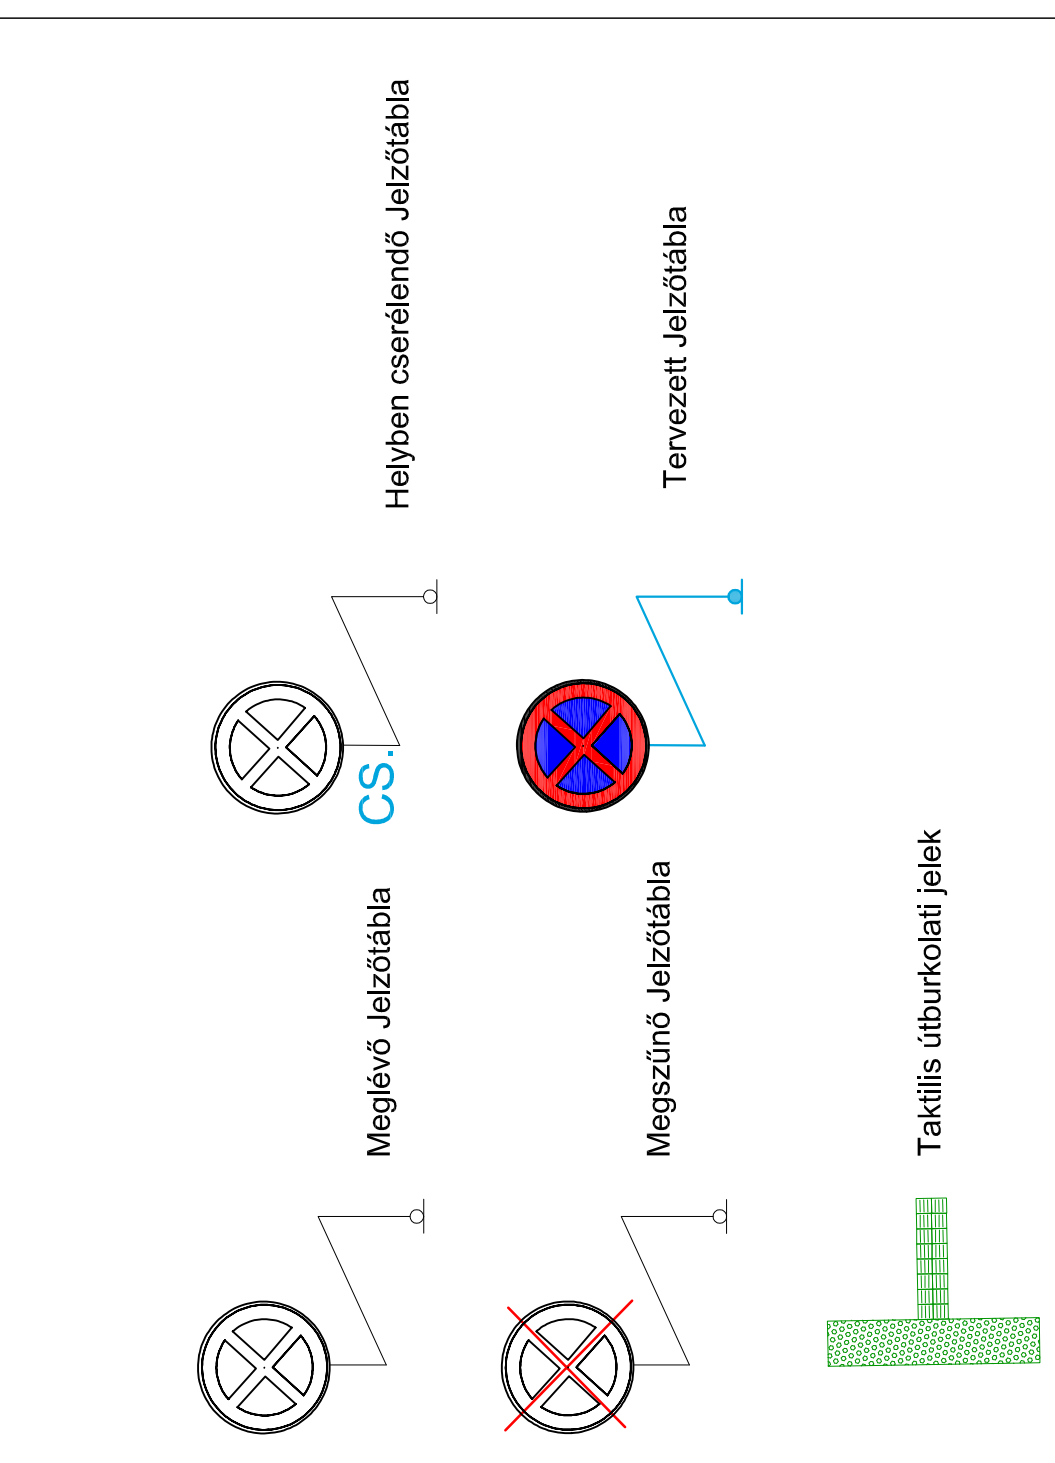 Meglévő Jelzőtábla
CS.
Helyben cserélendő Jelzőtábla
Megszűnő Jelzőtábla
Tervezett Jelzőtábla
Taktilis útburkolati jelek